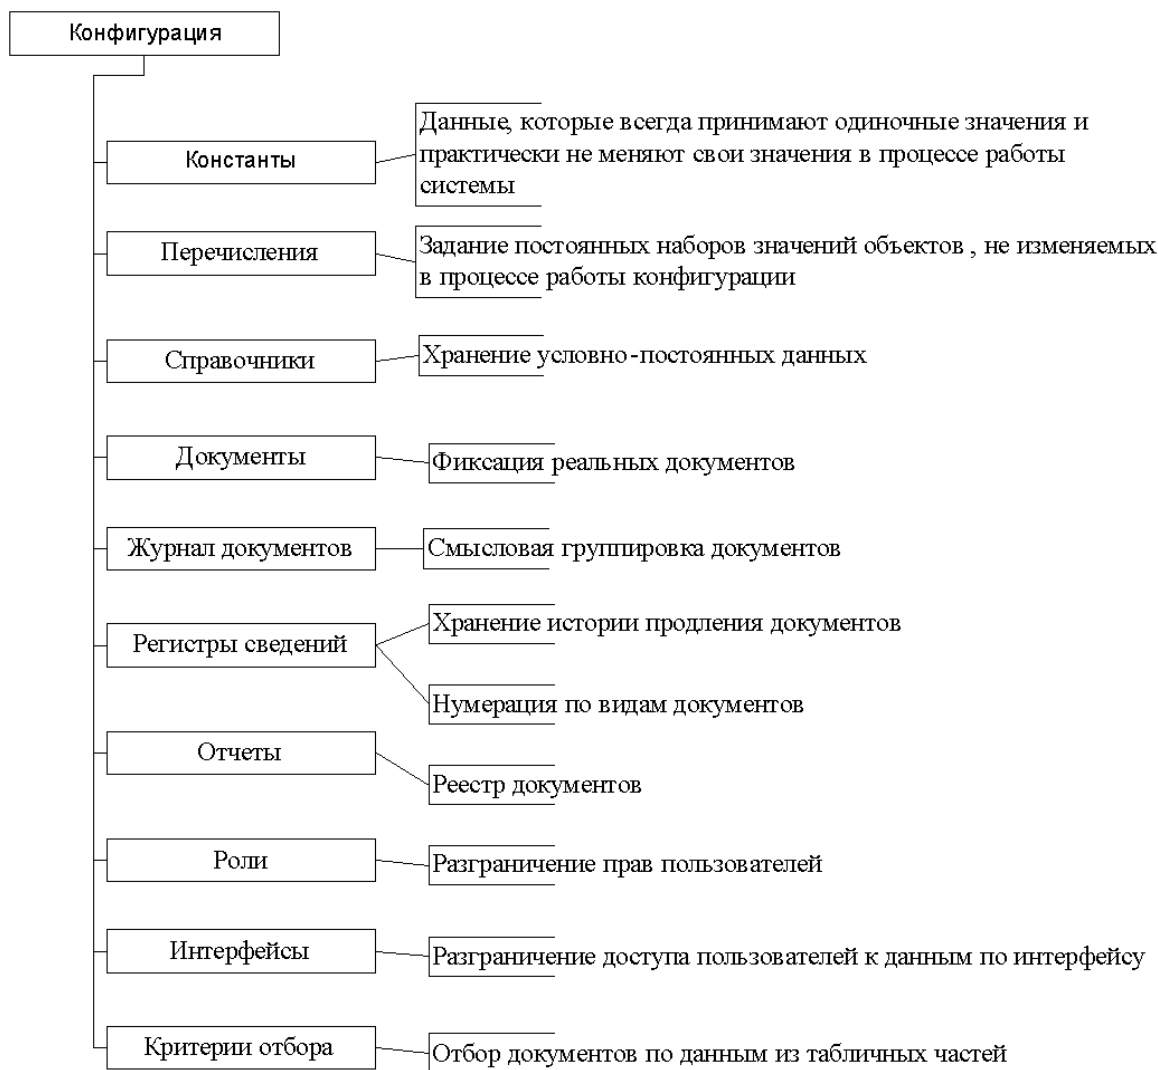 Конфигурация
Константы
Данные, которые всегда принимают одиночные значения и
практически не меняют свои значения в процессе работы
системы
Перечисления
Задание постоянных наборов значений объектов , не изменяемых
в процессе работы конфигурации
Справочники
Хранение условно-постоянных данных
Документы
Фиксация реальных документов
Журнал документов
Смысловая группировка документов
Регистры сведений
Хранение истории продления документов
Нумерация по видам документов
Отчеты
Реестр документов
Роли
Разграничение прав пользователей
Интерфейсы
Разграничение доступа пользователей к данным по интерфейсу
Критерии отбора
Отбор документов по данным из табличных частей